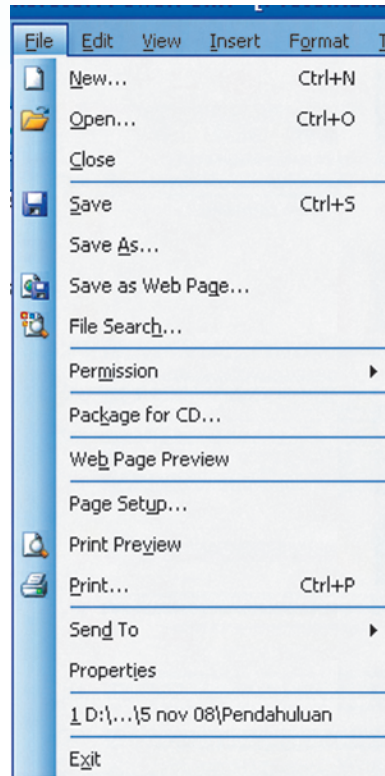 File Edit View Insert Format
New... Ctrl+N
Open... Ctrl+O
Close
Save Ctrl+S
Save As...
Save as Web Page...
File Search...
Permission
Package for CD...
Web Page Preview
Page Setup...
Print Preview
Print... Ctrl+P
Send To
Properties
1 D:\...\5 nov 08\Pendahuluan
Exit